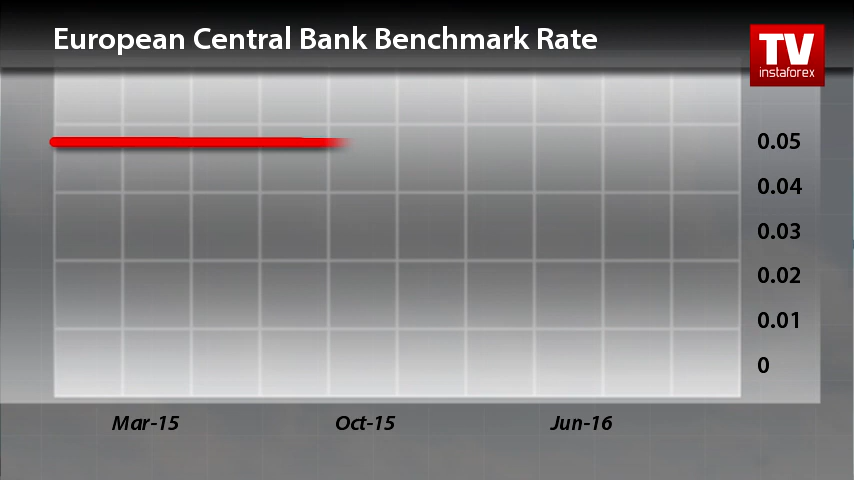 European Central Bank Benchmark Rate
TV
instaforex
0.05
0.04
0.03
0.02
0.01
0
Mar-15 Oct-15 Jun-16